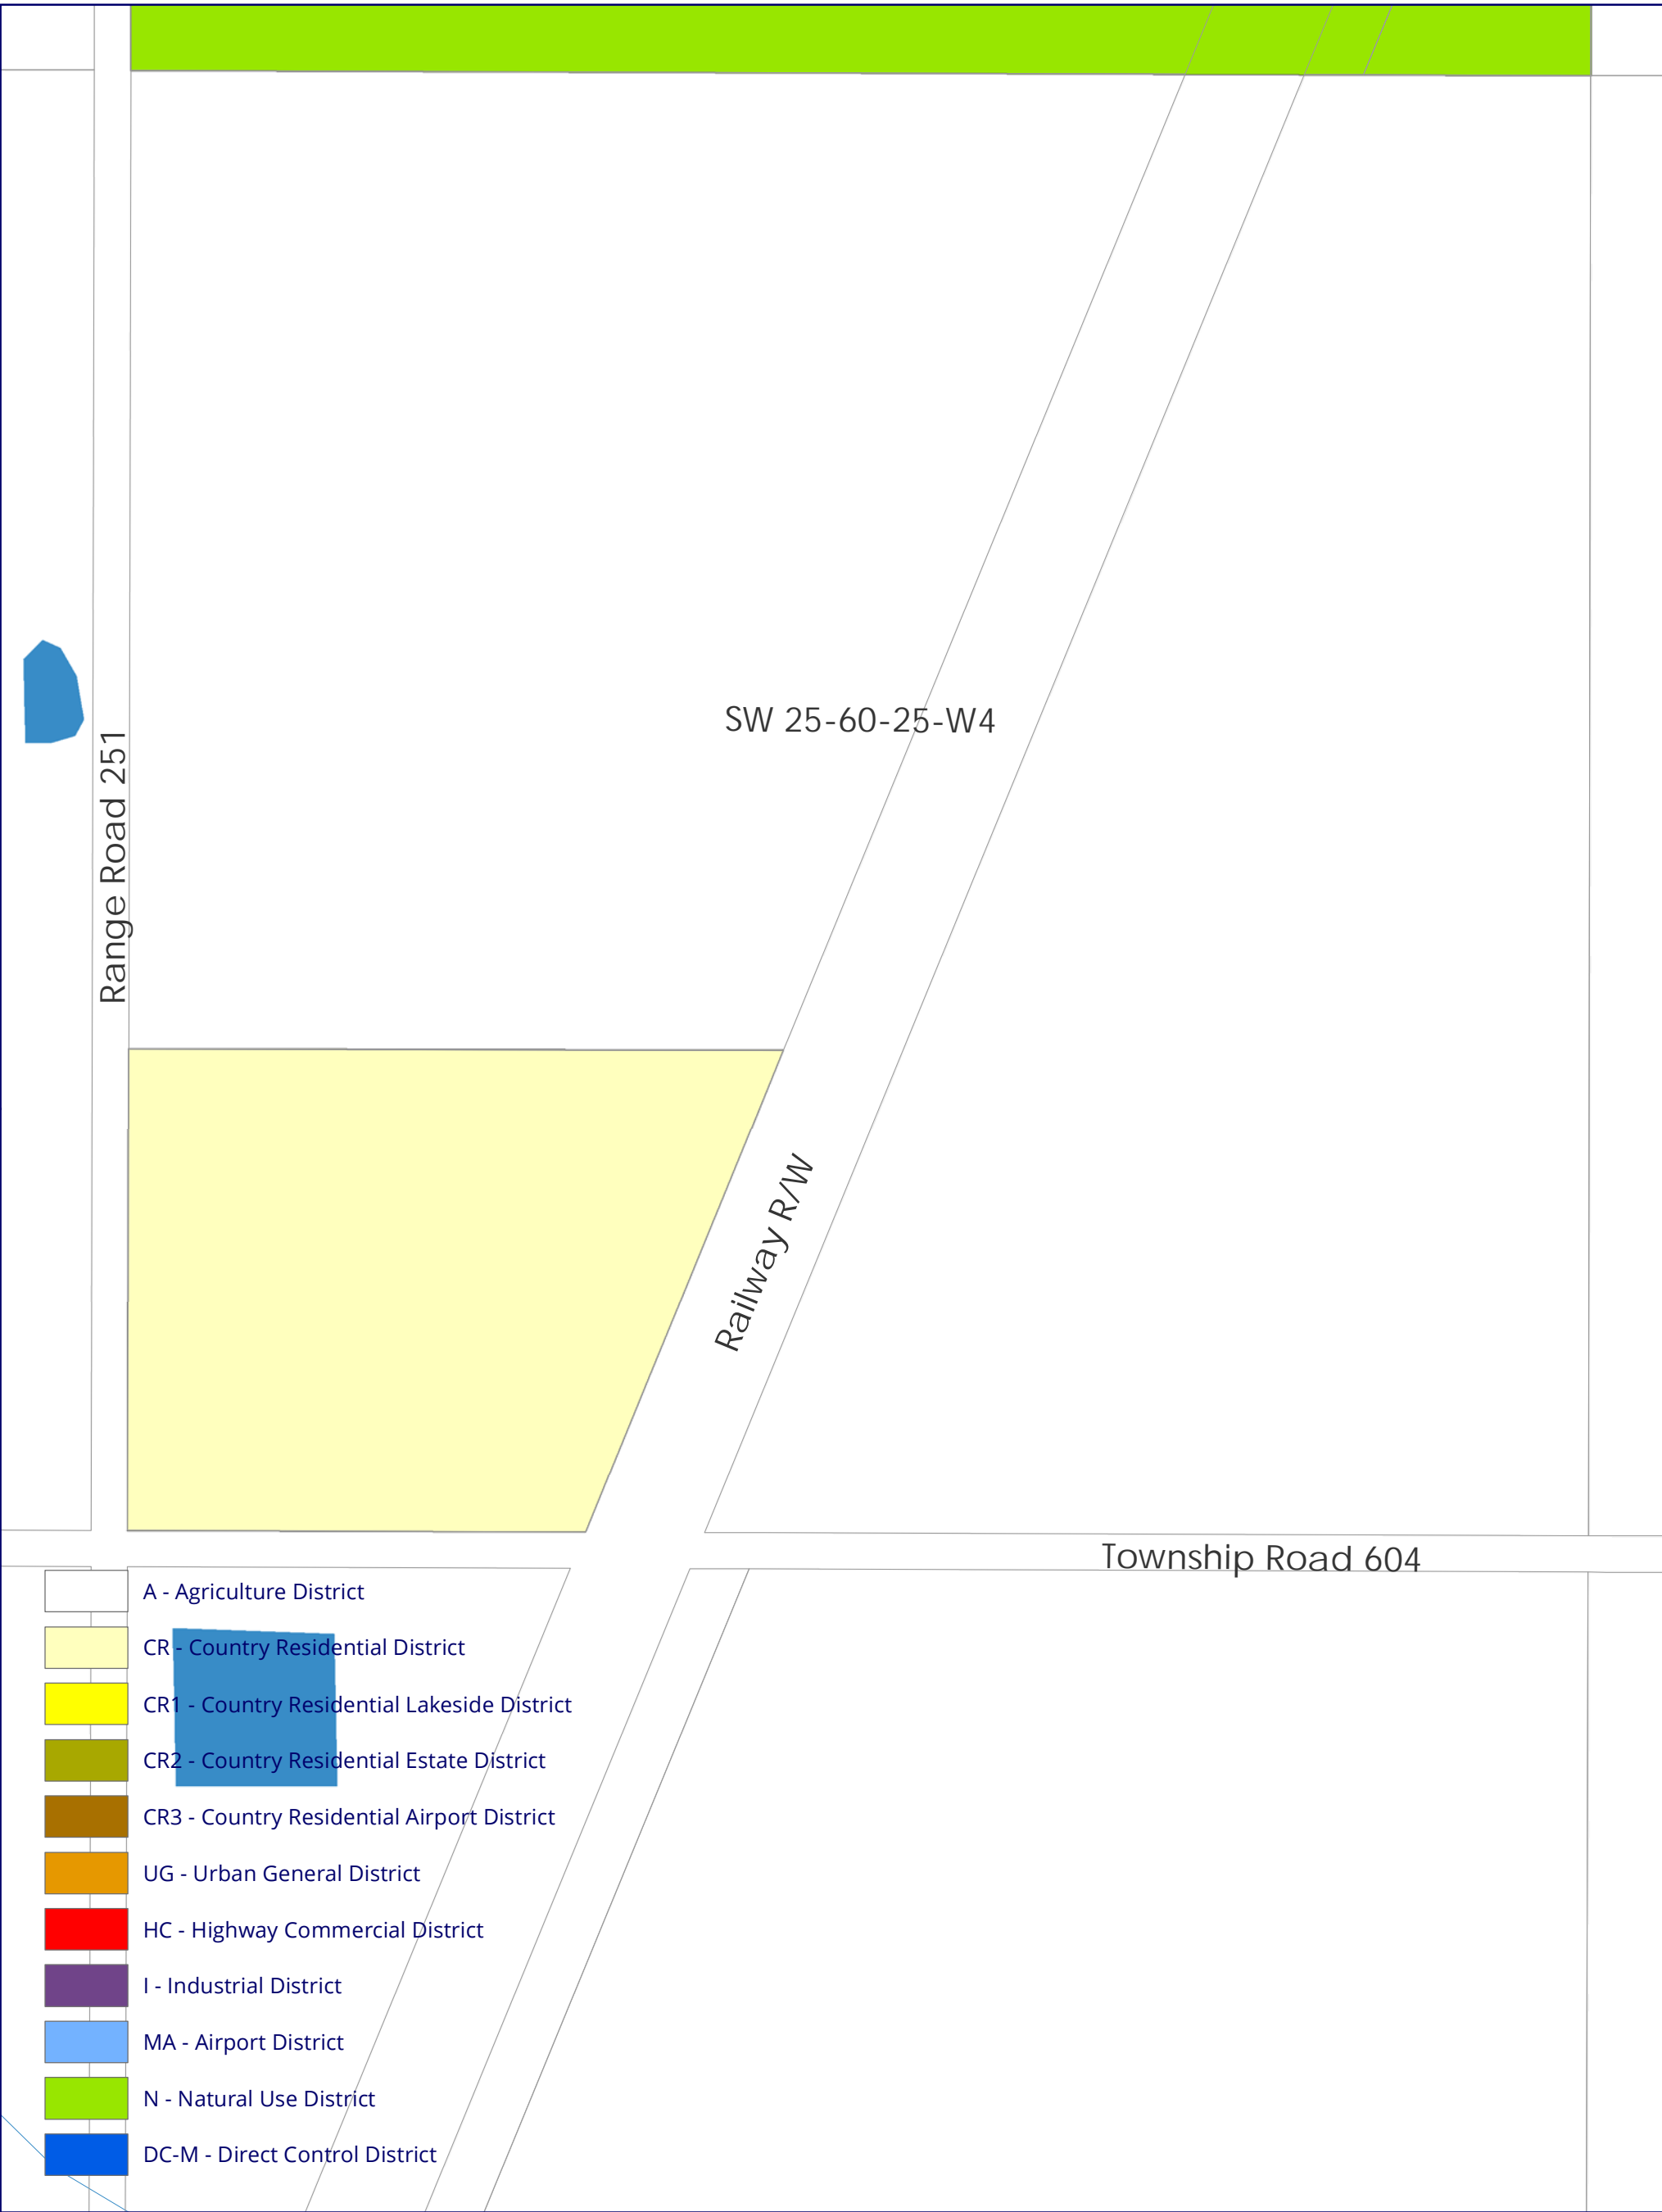 SW 25-60-25-W4
Range Road 251
Railway R/W
Township Road 604
A - Agriculture District
CR - Country Residential District
CR1 - Country Residential Lakeside District
CR2 - Country Residential Estate District
CR3 - Country Residential Airport District
UG - Urban General District
HC - Highway Commercial District
I - Industrial District
MA - Airport District
N - Natural Use District
DC-M - Direct Control District